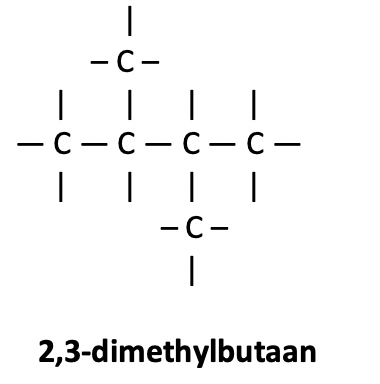 – C –
– C – C – C – C –
– C –
2,3-dimethylbutaan